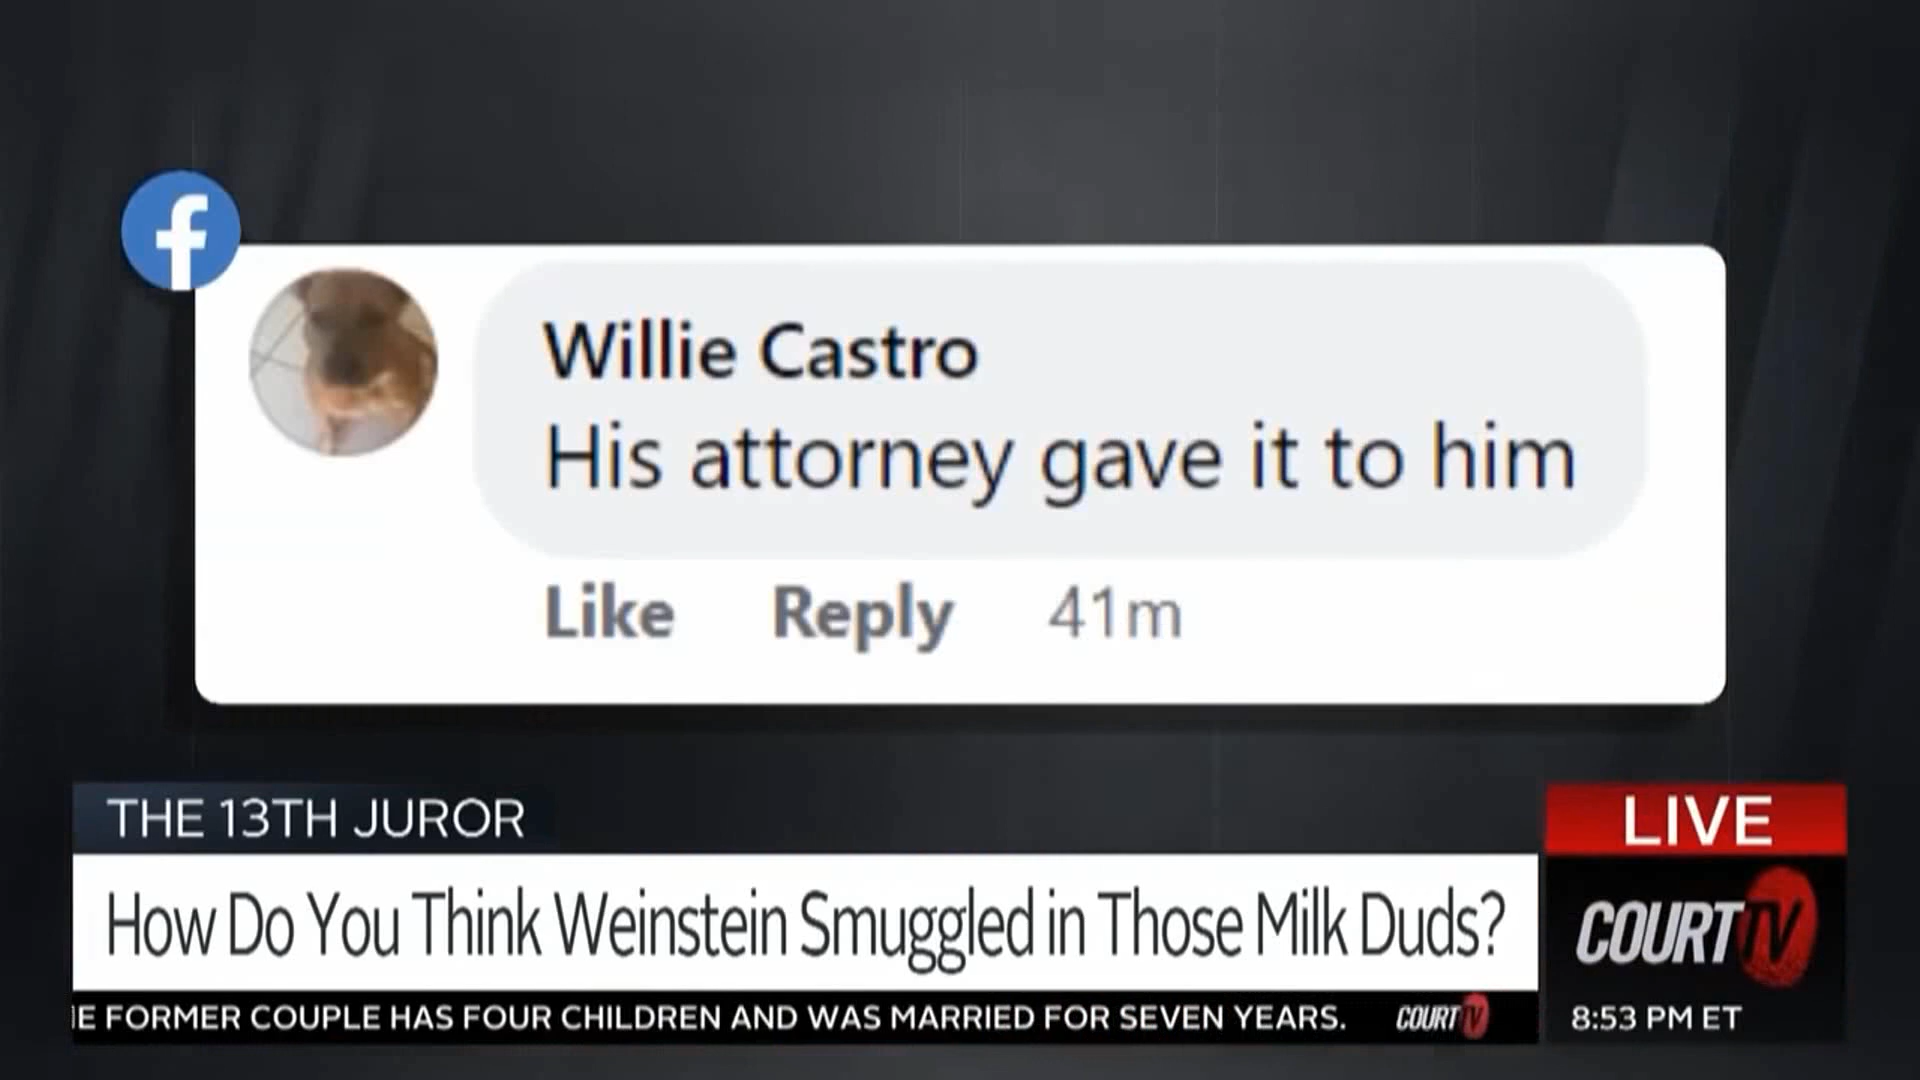 f
Willie Castro
His attorney gave it to him
Like Reply 41m
THE 13TH JUROR
LIVE
How Do You Think Weinstein Smuggled in Those Milk Duds?
COURT TV
E FORMER COUPLE HAS FOUR CHILDREN AND WAS MARRIED FOR SEVEN YEARS. COURT TV
8:53 PM ET